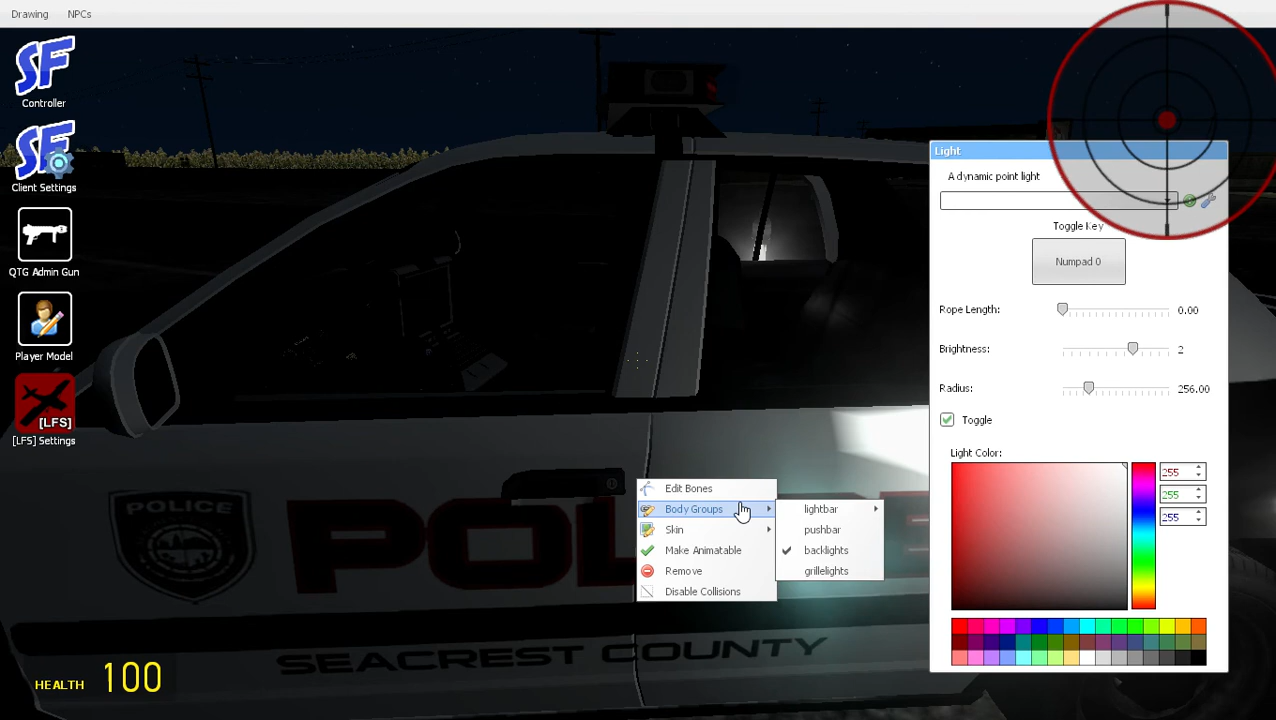 Drawing NPCs
SF
Controller
SF
Client Settings
QTG Admin Gun
Player Model
[LFS]
[LFS] Settings
Light
A dynamic point light
Toggle Key
Numpad 0
Rope Length: 0.00
Brightness: 2
Radius: 256.00
Toggle
Light Color:
255
255
255
Edit Bones
Body Groups
Skin
Make Animatable
Remove
Disable Collisions
lightbar
pushbar
backlights
grillelights
POLICE
POL
SEACREST COUNTY
HEALTH 100